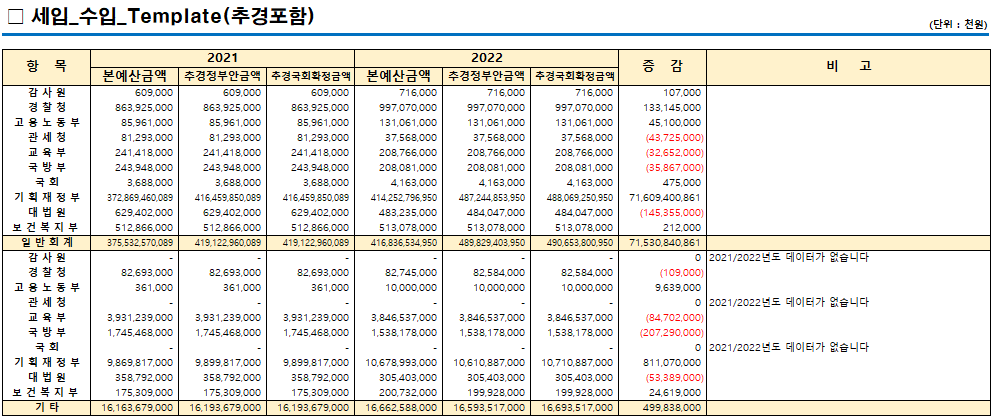 □ 세입_수입_Template(추경포함)
(단위 : 천원)
항 목 2021 2022 증 감 비 고
본예산금액 추경정부안금액 추경국회확정금액 본예산금액 추경정부안금액 추경국회확정금액
감 사 원 609,000 609,000 609,000 716,000 716,000 716,000 107,000
경 찰 청 863,925,000 863,925,000 863,925,000 997,070,000 997,070,000 997,070,000 133,145,000
고 용 노 동 부 85,961,000 85,961,000 85,961,000 131,061,000 131,061,000 131,061,000 45,100,000
관 세 청 81,293,000 81,293,000 81,293,000 37,568,000 37,568,000 37,568,000 (43,725,000)
교 육 부 241,418,000 241,418,000 241,418,000 208,766,000 208,766,000 208,766,000 (32,652,000)
국 방 부 243,948,000 243,948,000 243,948,000 208,081,000 208,081,000 208,081,000 (35,867,000)
국 회 3,688,000 3,688,000 3,688,000 4,163,000 4,163,000 4,163,000 475,000
기 획 재 정 부 372,869,460,089 416,459,850,089 416,459,850,089 414,252,796,950 487,244,853,950 488,069,250,950 71,609,400,861
대 법 원 629,402,000 629,402,000 629,402,000 483,235,000 484,047,000 484,047,000 (145,355,000)
보 건 복 지 부 512,866,000 512,866,000 512,866,000 513,078,000 513,078,000 513,078,000 212,000
일 반 회 계 375,532,570,089 419,122,960,089 419,122,960,089 416,836,534,950 489,829,403,950 490,653,800,950 71,530,840,861
감 사 원 - - - - - - 0 2021/2022년도 데이터가 없습니다
경 찰 청 82,693,000 82,693,000 82,693,000 82,745,000 82,584,000 82,584,000 (109,000)
고 용 노 동 부 361,000 361,000 361,000 10,000,000 10,000,000 10,000,000 9,639,000
관 세 청 - - - - - - 0 2021/2022년도 데이터가 없습니다
교 육 부 3,931,239,000 3,931,239,000 3,931,239,000 3,846,537,000 3,846,537,000 3,846,537,000 (84,702,000)
국 방 부 1,745,468,000 1,745,468,000 1,745,468,000 1,538,178,000 1,538,178,000 1,538,178,000 (207,290,000)
국 회 - - - - - - 0 2021/2022년도 데이터가 없습니다
기 획 재 정 부 9,869,817,000 9,899,817,000 9,899,817,000 10,678,993,000 10,610,887,000 10,710,887,000 811,070,000
대 법 원 358,792,000 358,792,000 358,792,000 305,403,000 305,403,000 305,403,000 (53,389,000)
보 건 복 지 부 175,309,000 175,309,000 175,309,000 200,732,000 199,928,000 199,928,000 24,619,000
기 타 16,163,679,000 16,193,679,000 16,193,679,000 16,662,588,000 16,593,517,000 16,693,517,000 499,838,000